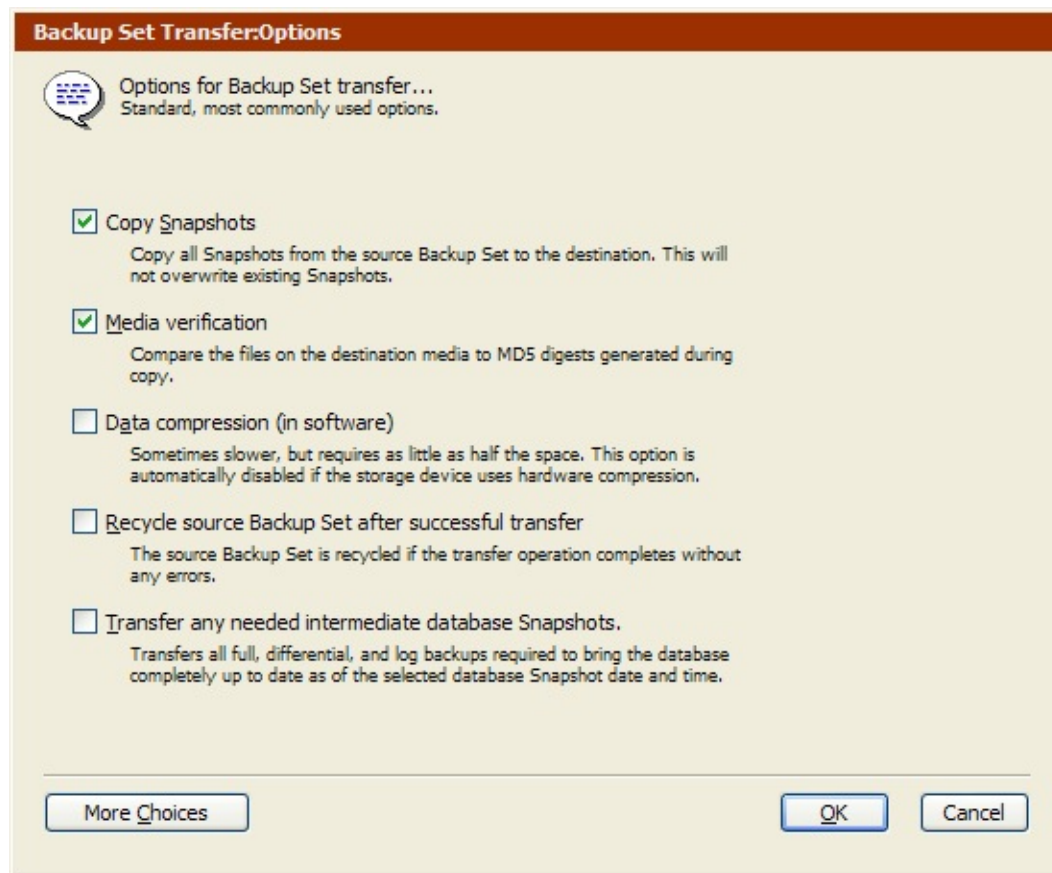 Backup Set Transfer:Options
Options for Backup Set transfer...
Standard, most commonly used options.
Copy Snapshots
Copy all Snapshots from the source Backup Set to the destination. This will
not overwrite existing Snapshots.
Media verification
Compare the files on the destination media to MD5 digests generated during
copy.
Data compression (in software)
Sometimes slower, but requires as little as half the space. This option is
automatically disabled if the storage device uses hardware compression.
Recycle source Backup Set after successful transfer
The source Backup Set is recycled if the transfer operation completes without
any errors.
Transfer any needed intermediate database Snapshots.
Transfers all full, differential, and log backups required to bring the database
completely up to date as of the selected database Snapshot date and time.
More Choices
OK
Cancel